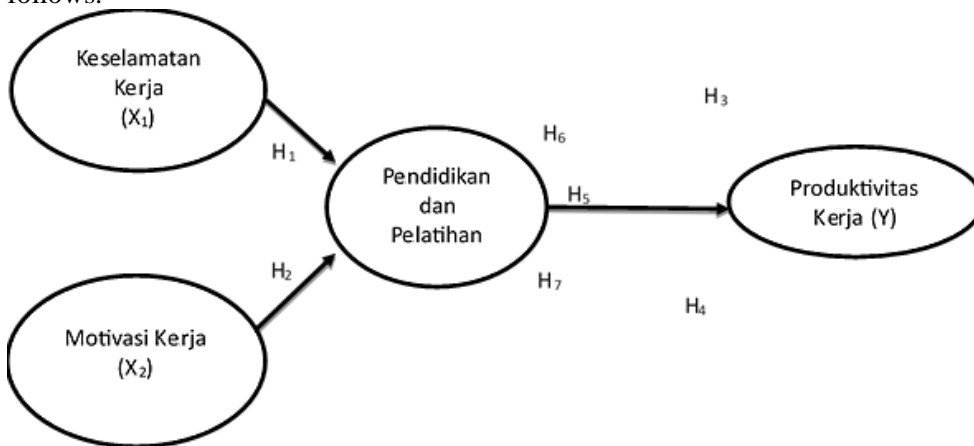 follows:
Keselamatan
Kerja
(X₁)
H₁
H₃
H₆
Pendidikan
dan
Pelatihan
H₅
Produktivitas
Kerja (Y)
H₂
H₇
H₄
Motivasi Kerja
(X₂)